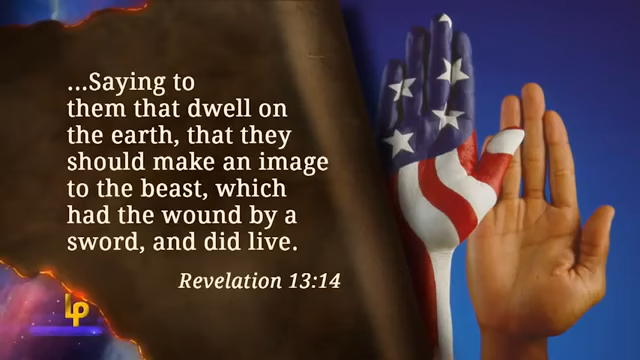 ...Saying to
them that dwell on
the earth, that they
should make an image
to the beast, which
had the wound by a
sword, and did live.
Revelation 13:14
LP